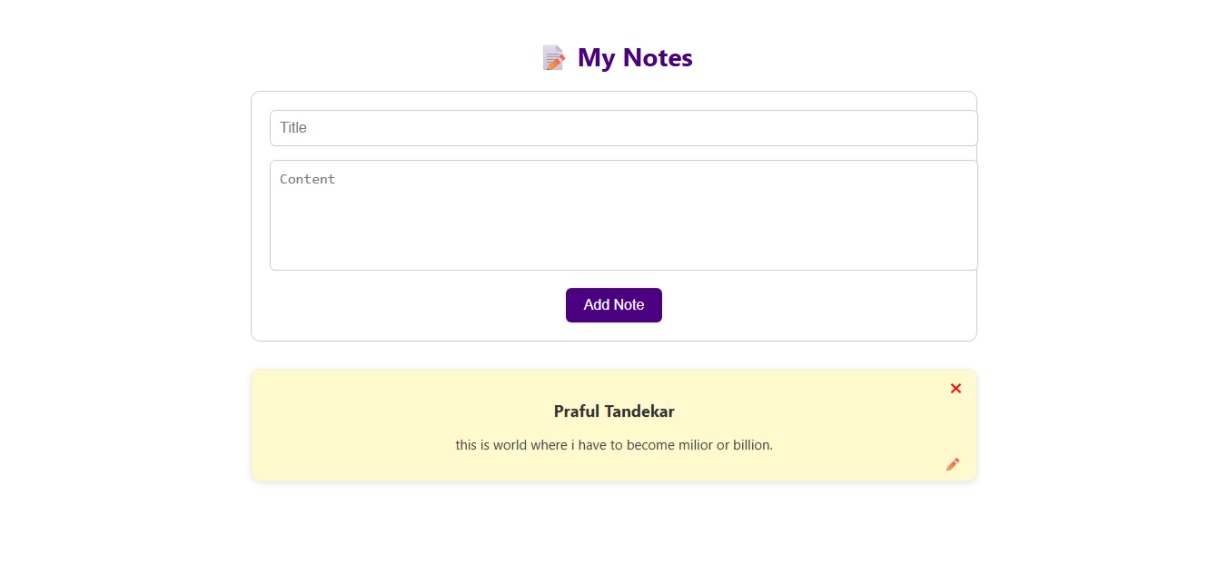 My Notes
Title
Content
Add Note
Praful Tandekar
this is world where i have to become milior or billion.